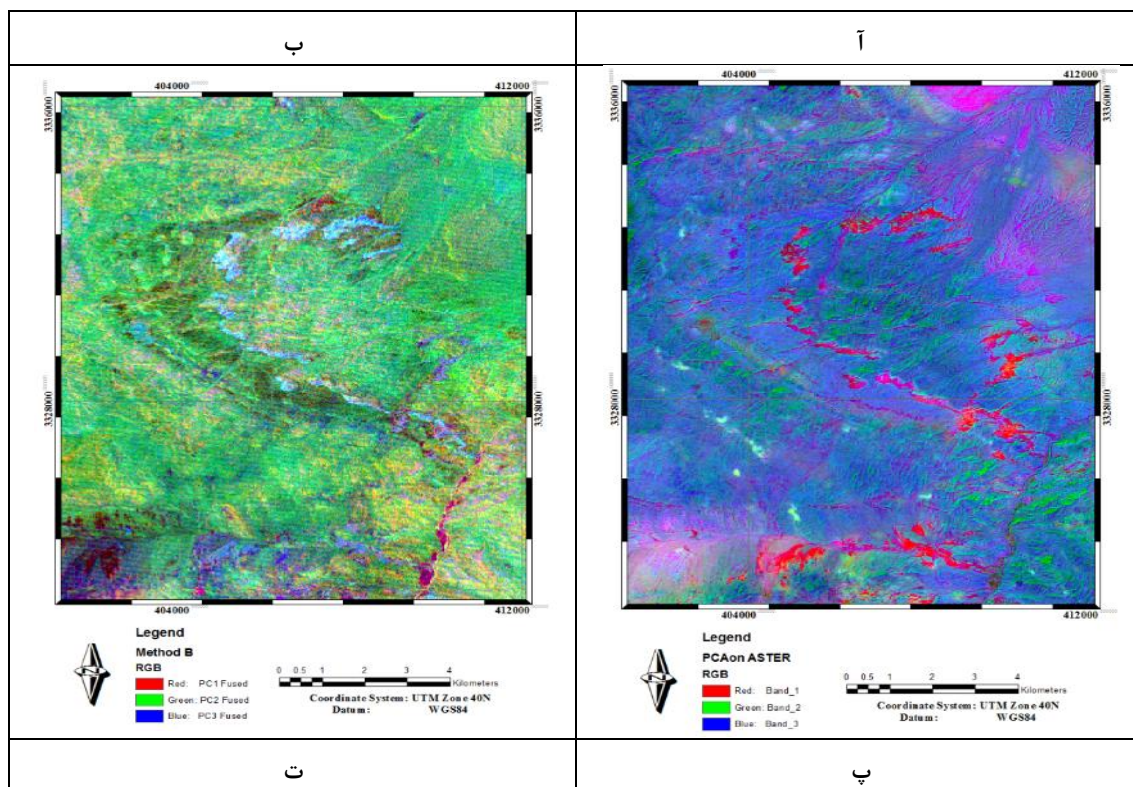 آ
ب
404000
412000
3336000
3336000
3328000
3328000
404000
412000
Legend
PCAon ASTER
RGB
Red: Band_1
Green: Band_2
Blue: Band_3
N
0 0.5 1 2 3 4
Kilometers
Coordinate System: UTM Zone 40N
Datum : WGS84
404000
412000
3336000
3336000
3328000
3328000
404000
412000
Legend
Method B
RGB
Red: PC1 Fused
Green: PC2 Fused
Blue: PC3 Fused
N
0 0.5 1 2 3 4
Kilometers
Coordinate System: UTM Zone 40N
Datum : WGS84
پ
ت